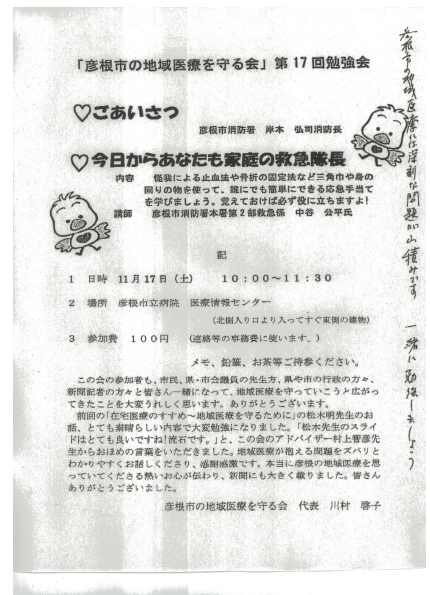 「彦根市の地域医療を守る会」第17回勉強会
♡ごあいさつ
彦根市消防署 岸本 弘司消防長
♡今日からあなたも家庭の救急隊長
内容 怪我による止血法や骨折の固定法など三角巾や身の
回りの物を使って、誰にでも簡単にできる応急手当て
を学びましょう。覚えておけば必ず役に立ちますよ!
講師 彦根市消防署本署第2部救急係 中谷 公平氏
記
1 日時 11月17日(土) 10:00~11:30
2 場所 彦根市立病院 医療情報センター
(北側入り口より入ってすぐ東側の建物)
3 参加費 100円 (連絡等の事務費に使います。)
メモ、鉛筆、お茶等ご持参ください。
この会の参加者も、市民、県・市会議員の先生方、県や市の行政の方々、
新聞記者の方々と皆さん一緒になって、地域医療を守っていこうと広がっ
てきたことを大変うれしく思います。ありがとうございます。
前回の「在宅医療のすすめ~地域医療を守るために」の松木明先生のお
話、とても素晴らしい内容で大変勉強になりました。「松木先生のスライ
ドはとても良いですね!流石です。」と、この会のアドバイザー村上智彦先
生からおほめの言葉をいただきました。地域医療が抱える問題をズバリと
わかりやすくお話しくださり、感謝感激です。本当に彦根の地域医療を思
っていてくださる熱いお心が伝わり、新聞にも大きく載りました。皆さん
ありがとうございました。
彦根市の地域医療を守る会 代表 川村 啓子
彦根市の地域医療には深刻な問題が山積みです 一緒に勉強しましょう